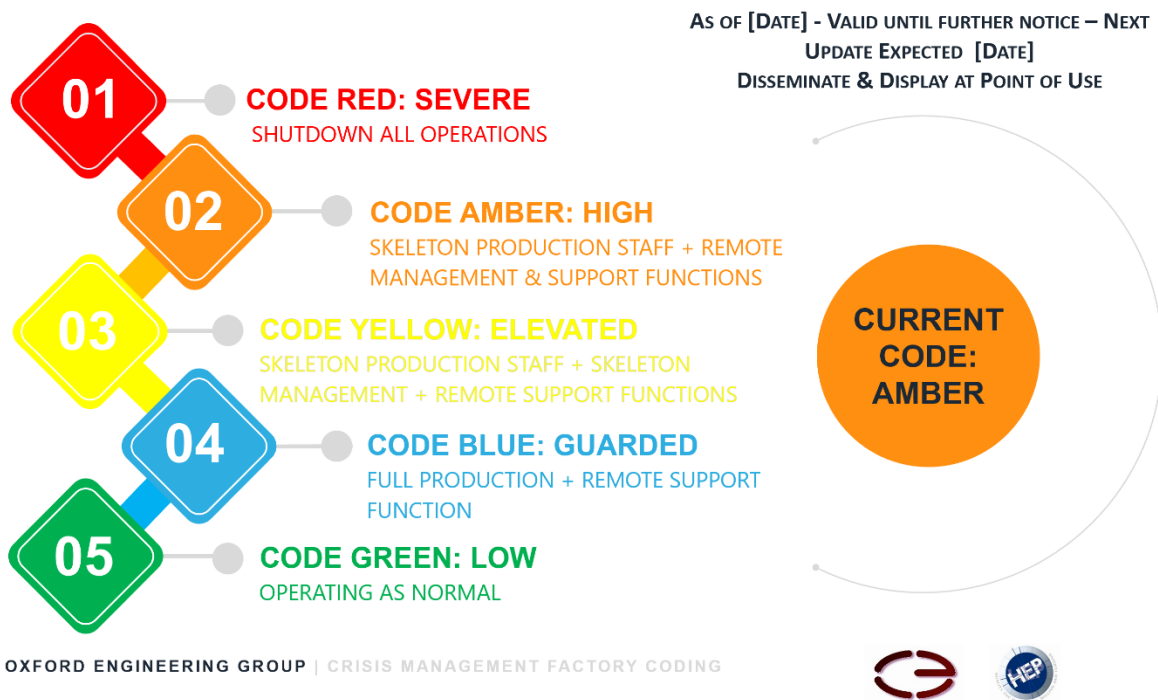 AS OF [DATE] - VALID UNTIL FURTHER NOTICE – NEXT
UPDATE EXPECTED [DATE]
DISSEMINATE & DISPLAY AT POINT OF USE
01
CODE RED: SEVERE
SHUTDOWN ALL OPERATIONS
02
CODE AMBER: HIGH
SKELETON PRODUCTION STAFF + REMOTE
MANAGEMENT & SUPPORT FUNCTIONS
03
CODE YELLOW: ELEVATED
SKELETON PRODUCTION STAFF + SKELETON
MANAGEMENT + REMOTE SUPPORT FUNCTIONS
04
CODE BLUE: GUARDED
FULL PRODUCTION + REMOTE SUPPORT
FUNCTION
05
CODE GREEN: LOW
OPERATING AS NORMAL
CURRENT
CODE:
AMBER
OXFORD ENGINEERING GROUP | CRISIS MANAGEMENT FACTORY CODING
HEP